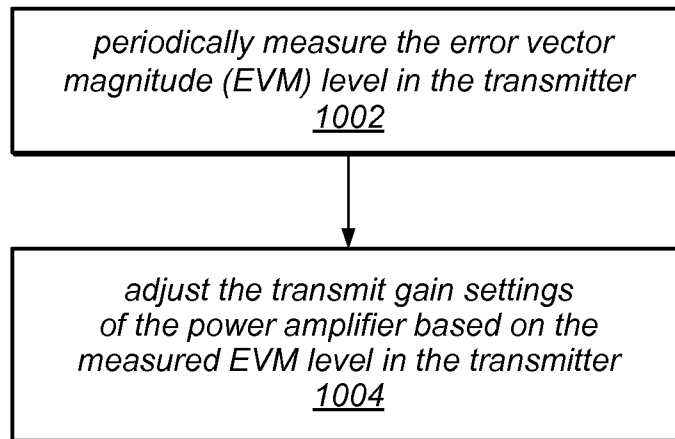 periodically measure the error vector
magnitude (EVM) level in the transmitter
1002
adjust the transmit gain settings
of the power amplifier based on the
measured EVM level in the transmitter
1004